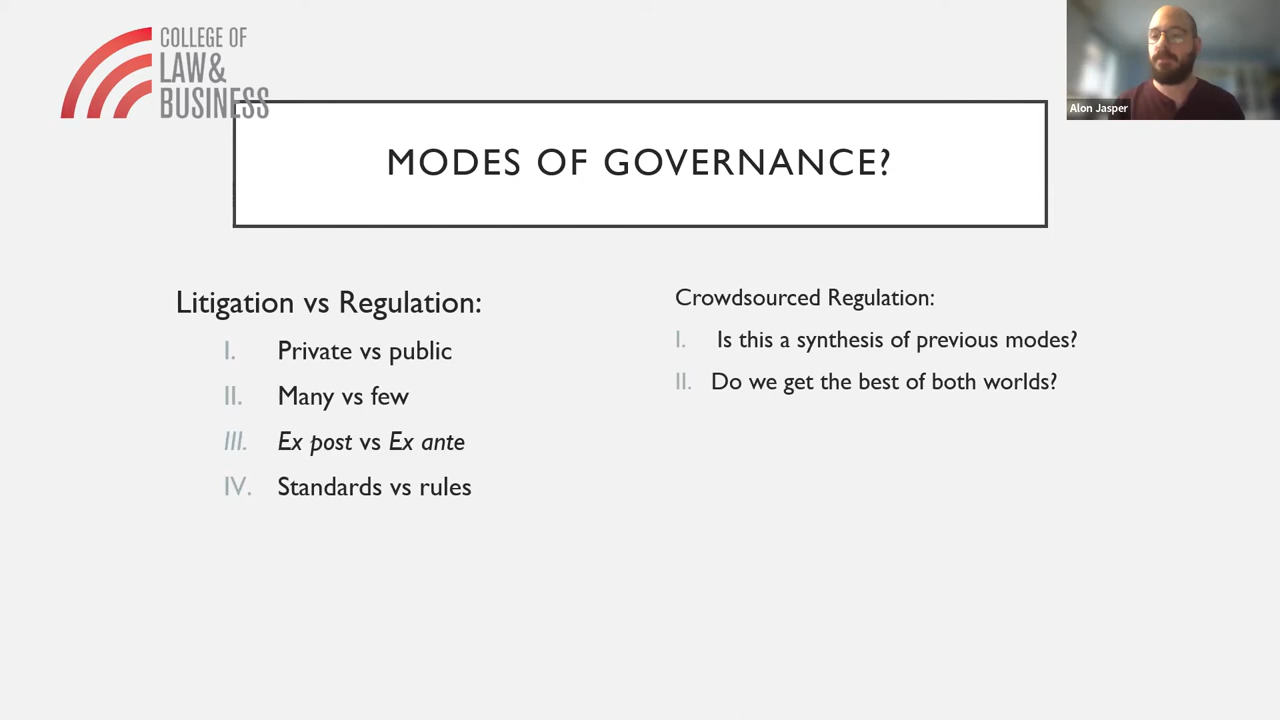 COLLEGE OF
LAW&
BUSINESS
Alon Jasper
MODES OF GOVERNANCE?
Litigation vs Regulation:
I. Private vs public
II. Many vs few
III. Ex post vs Ex ante
IV. Standards vs rules
Crowdsourced Regulation:
I. Is this a synthesis of previous modes?
II. Do we get the best of both worlds?